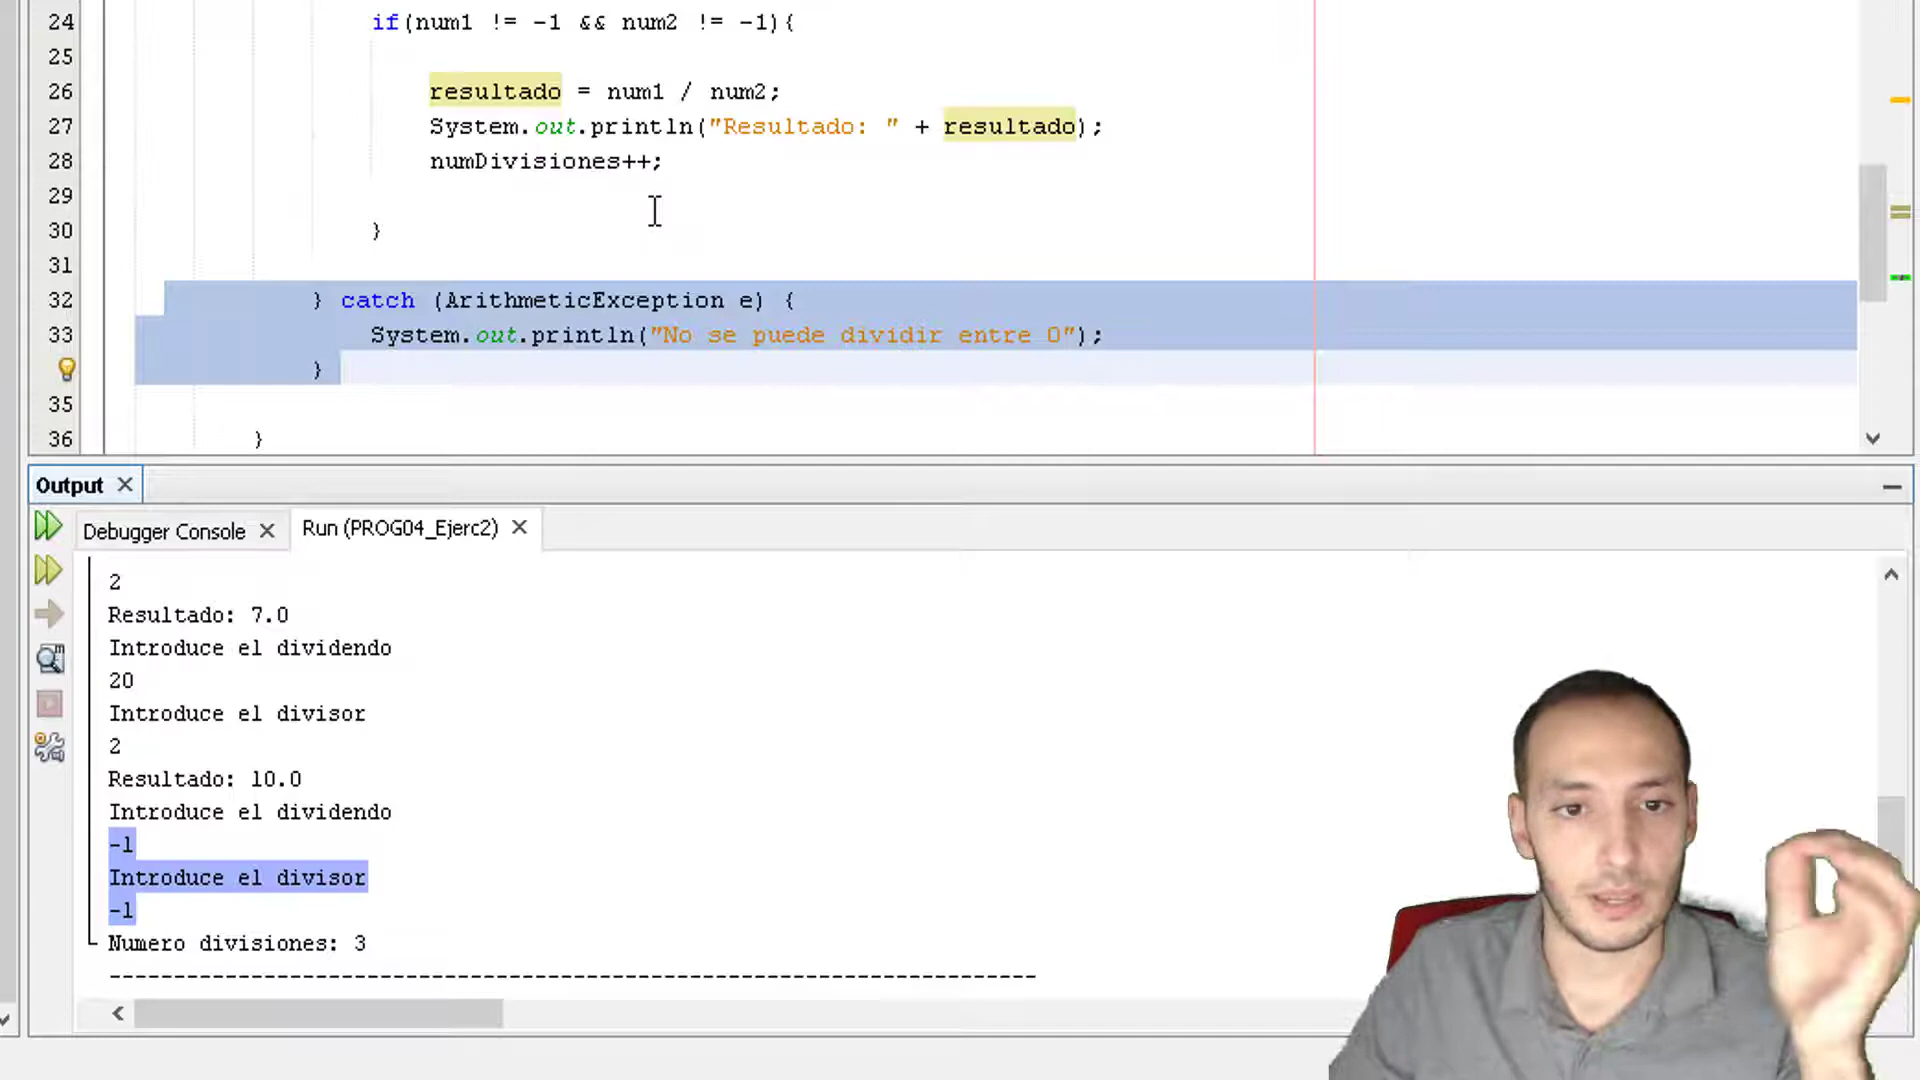 24 if(num1 != -1 && num2 != -1){
25
26 resultado = num1 / num2;
27 System.out.println("Resultado: " + resultado);
28 numDivisiones++;
29
30 }
31
32 } catch (ArithmeticException e) {
33 System.out.println("No se puede dividir entre 0");
}
35
36 }
Output
Debugger Console
Run (PROG04_Ejerc2)
2
Resultado: 7.0
Introduce el dividendo
20
Introduce el divisor
2
Resultado: 10.0
Introduce el dividendo
-1
Introduce el divisor
-1
Numero divisiones: 3
------------------------------------------------------------------------